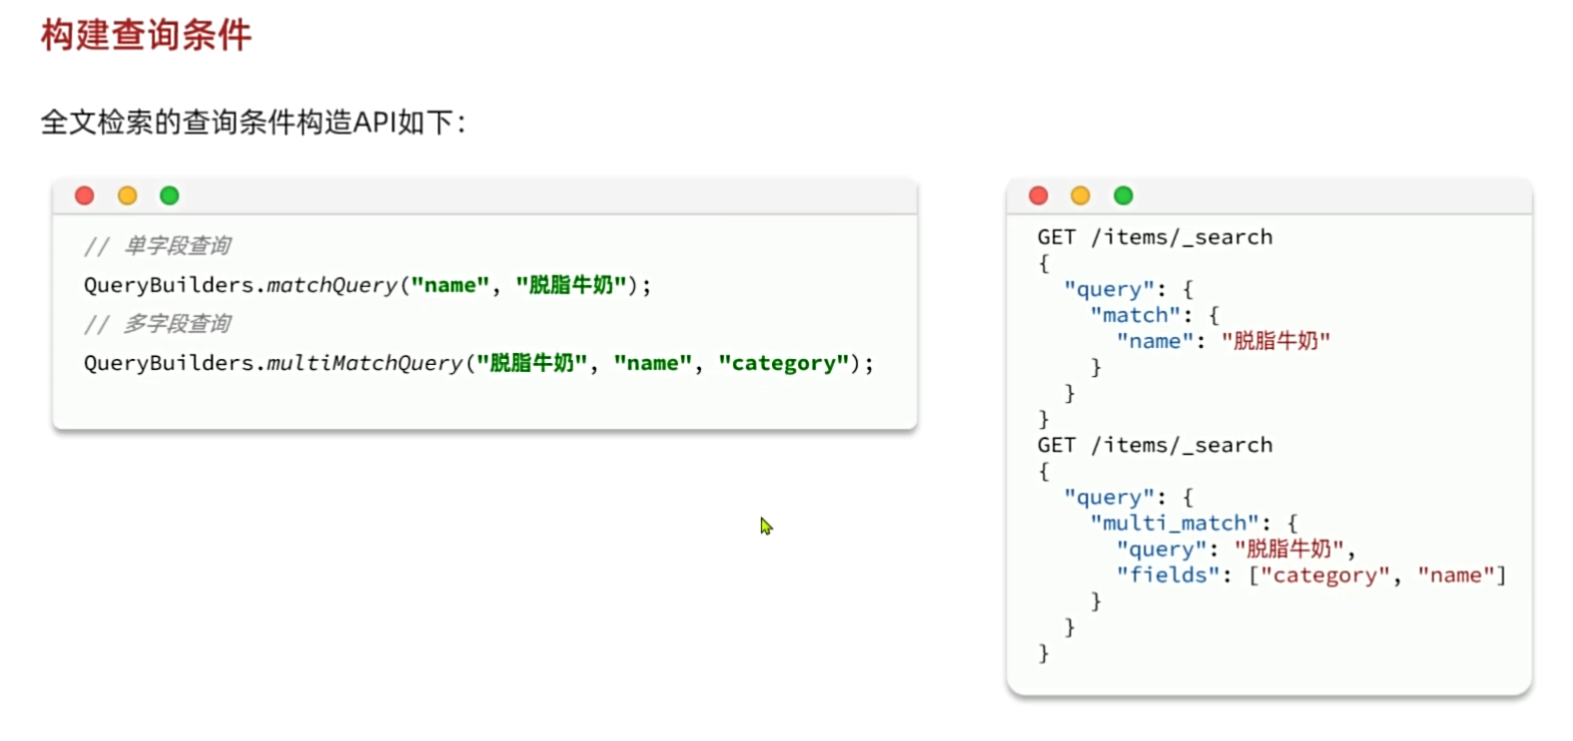 构建查询条件
全文检索的查询条件构造API如下：
// 单字段查询
QueryBuilders.matchQuery("name", "脱脂牛奶");
// 多字段查询
QueryBuilders.multiMatchQuery("脱脂牛奶", "name", "category");
GET /items/_search
{
  "query": {
    "match": {
      "name": "脱脂牛奶"
    }
  }
}
GET /items/_search
{
  "query": {
    "multi_match": {
      "query": "脱脂牛奶",
      "fields": ["category", "name"]
    }
  }
}